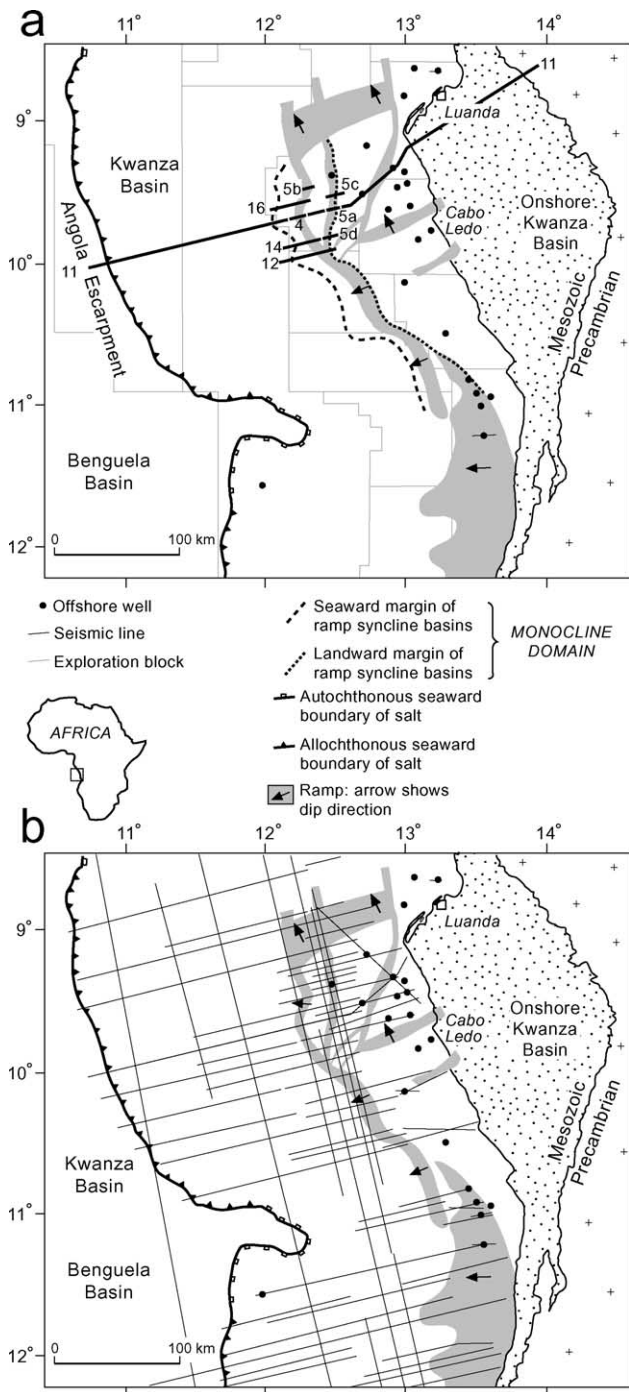 a
11° 12° 13° 14°
9°
10°
11°
12°
11
Luanda
Kwanza
Basin
5b
5c
16
4
5a
5d
14
12
11
Cabo
Ledo
Onshore
Kwanza
Basin
Angola
Escarpment
Mesozoic
Precambrian
Benguela
Basin
0 100 km
Offshore well
Seismic line
Exploration block
Seaward margin of
ramp syncline basins
Landward margin of
ramp syncline basins
MONOCLINE
DOMAIN
Autochthonous seaward
boundary of salt
Allochthonous seaward
boundary of salt
Ramp: arrow shows
dip direction
AFRICA
b
11° 12° 13° 14°
9°
10°
11°
12°
Luanda
Cabo
Ledo
Onshore
Kwanza
Basin
Mesozoic
Precambrian
Kwanza
Basin
Benguela
Basin
0 100 km